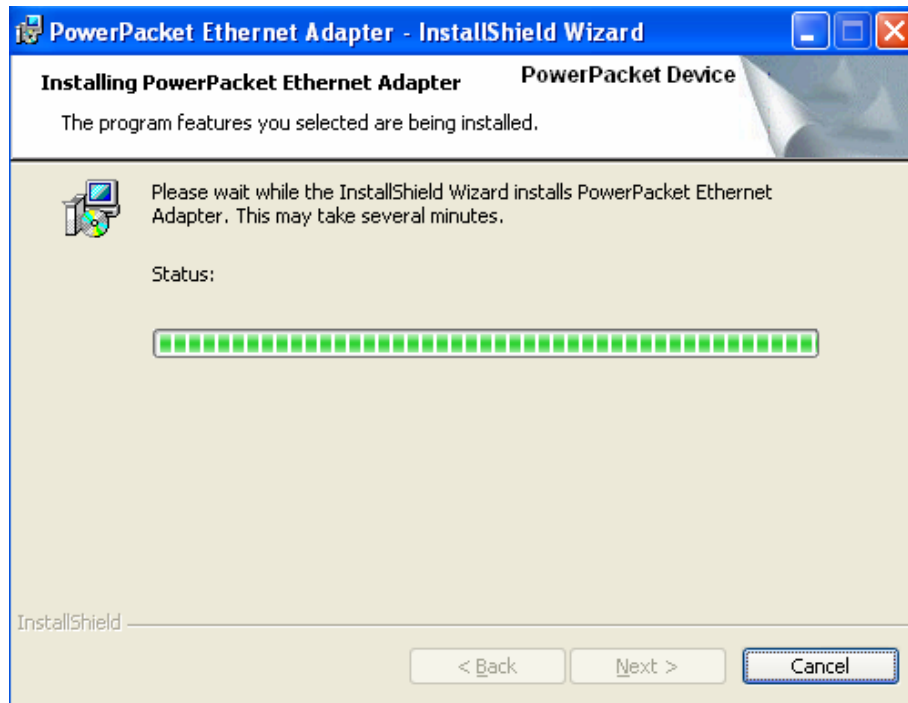 PowerPacket Ethernet Adapter - InstallShield Wizard
Installing PowerPacket Ethernet Adapter
PowerPacket Device
The program features you selected are being installed.
Please wait while the InstallShield Wizard installs PowerPacket Ethernet
Adapter. This may take several minutes.
Status:
InstallShield
< Back
Next >
Cancel